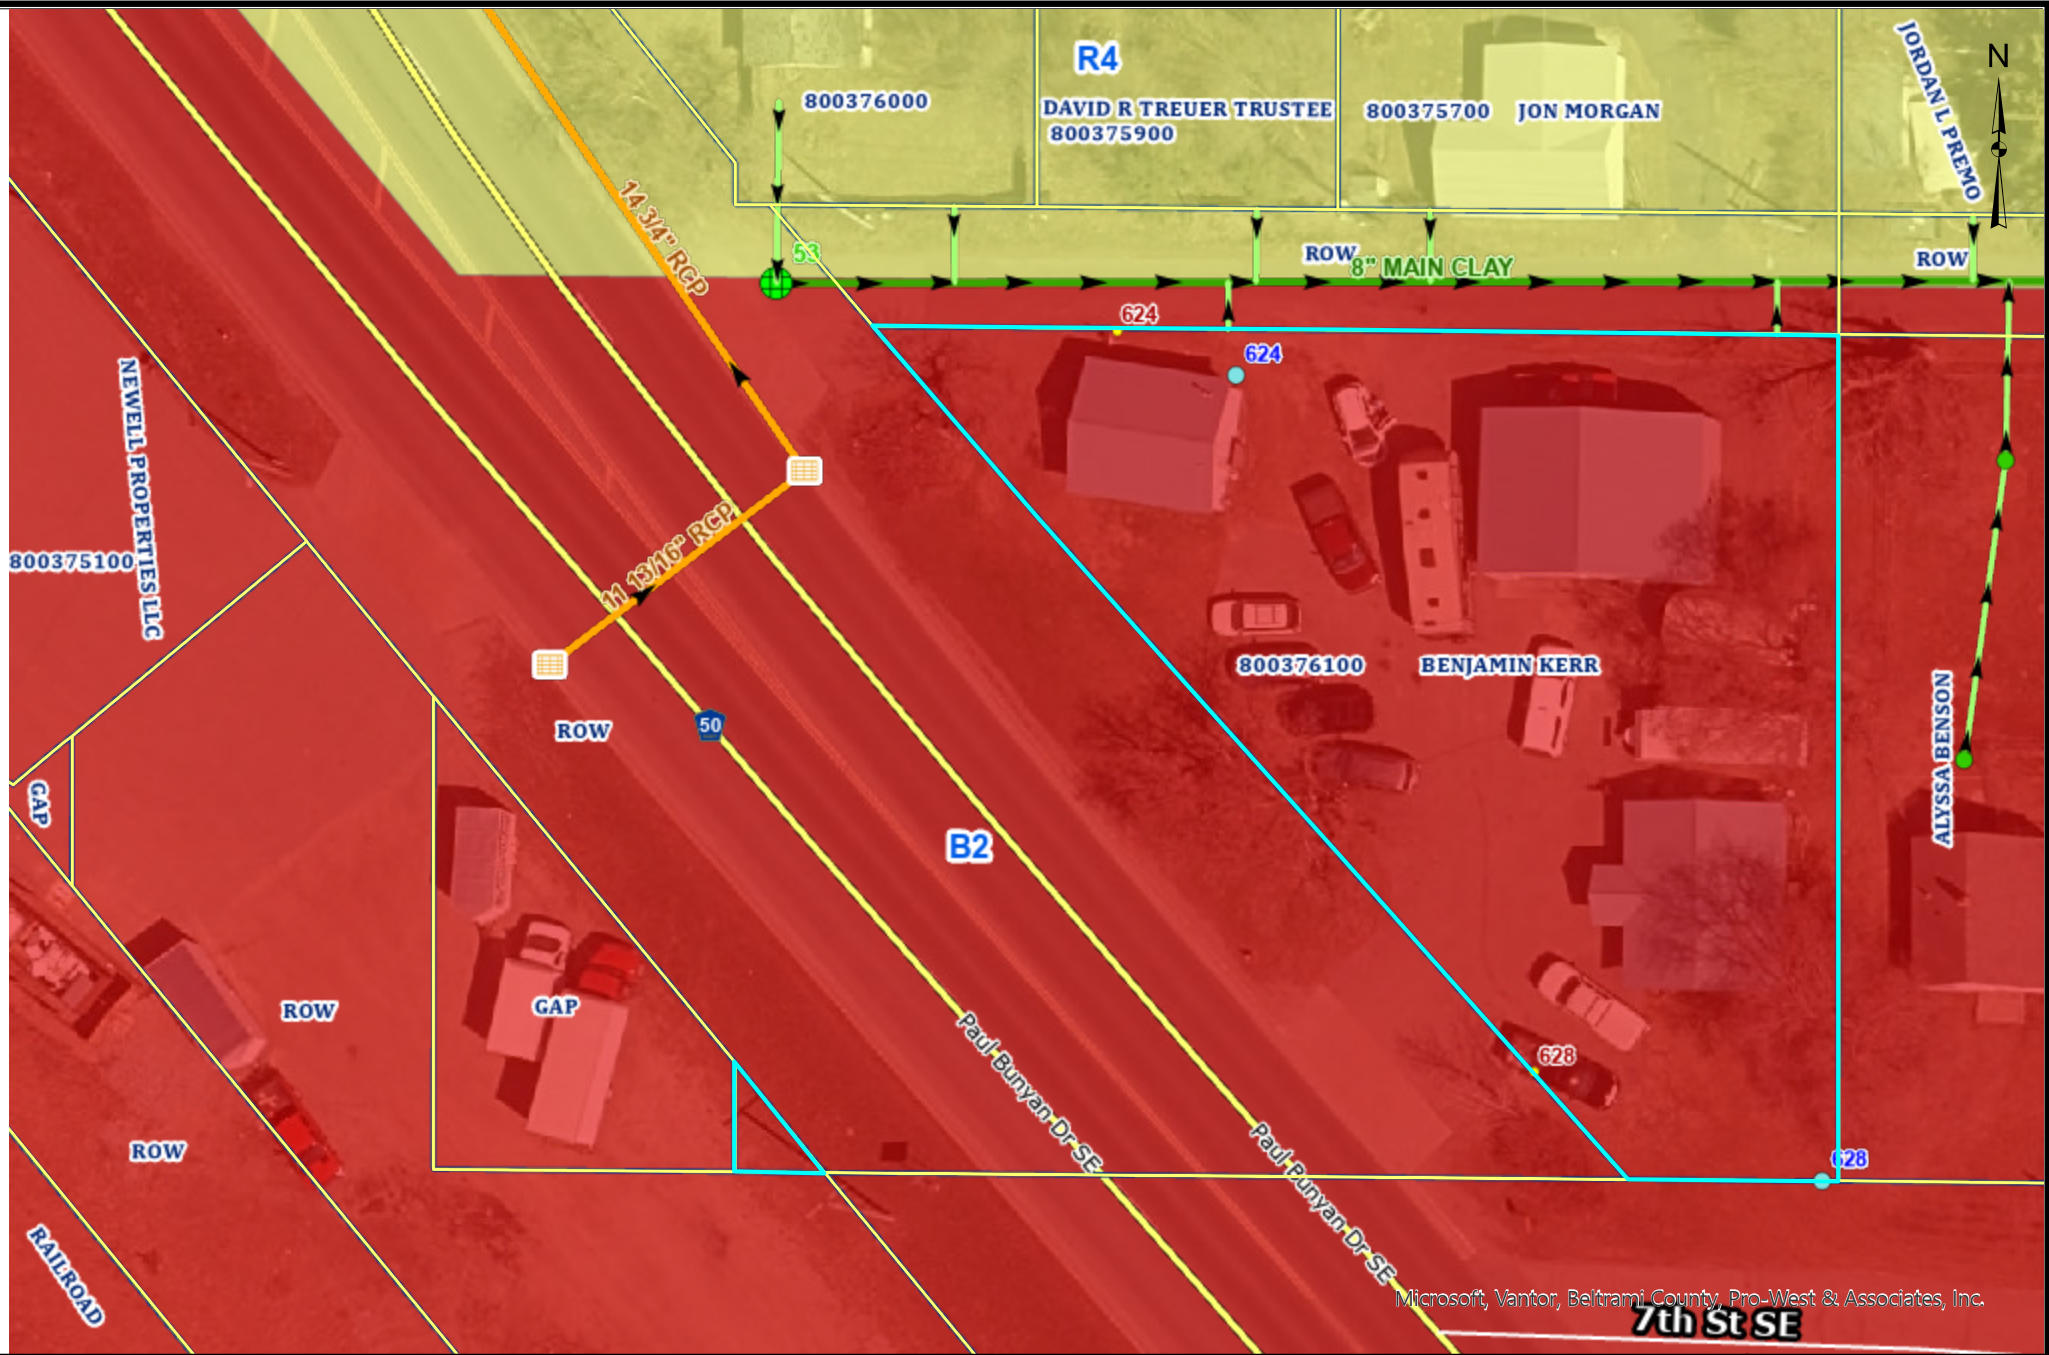 R4
N
JORDAN L PREMO
800376000
DAVID R TREUER TRUSTEE
800375900
800375700
JON MORGAN
14 3/4" RCP
53
ROW
8" MAIN CLAY
ROW
624
624
NEWELL PROPERTIES LLC
800375100
11 13/16" RCP
800376100
BENJAMIN KERR
ALYSSA BENSON
ROW
50
GAP
B2
ROW
GAP
628
Paul Bunyan Dr SE
Paul Bunyan Dr SE
ROW
628
RAILROAD
Microsoft, Vantor, Beltrami County, Pro-West & Associates, Inc.
7th St SE